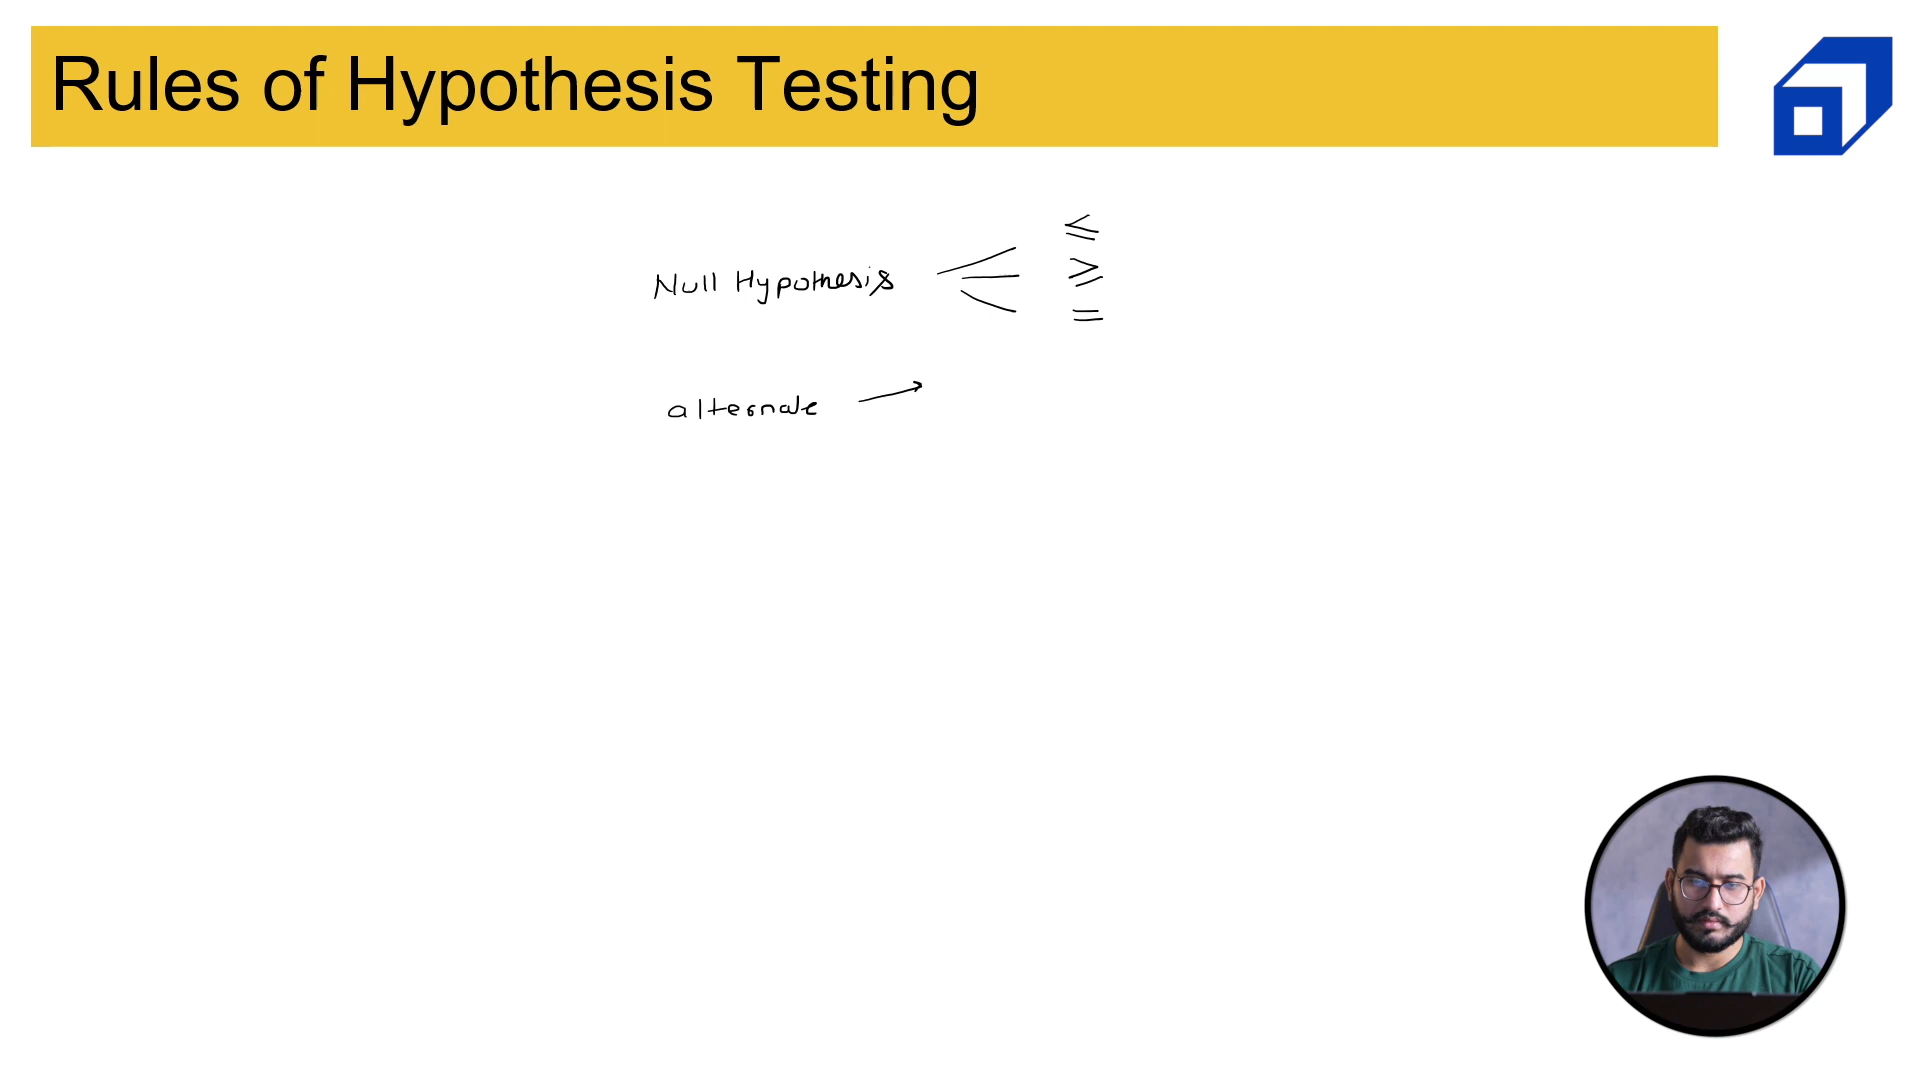 Rules of Hypothesis Testing
≤
Null Hypothesis ≥
=
alternate →